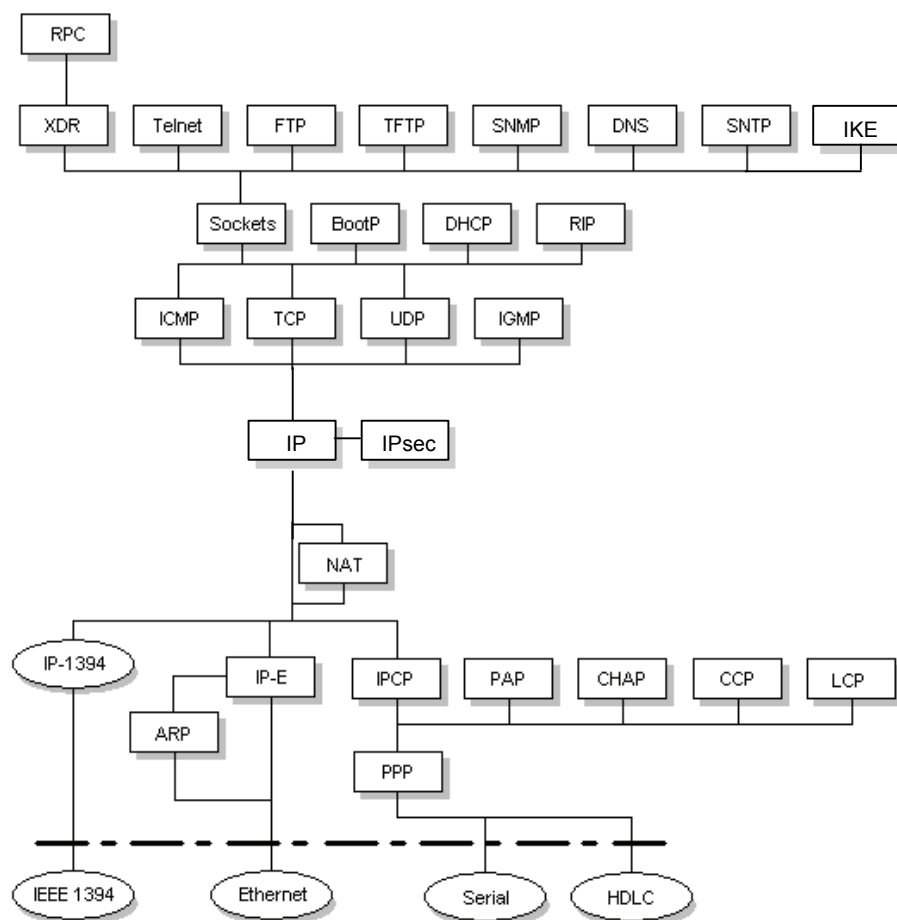 RPC
XDR Telnet FTP TFTP SNMP DNS SNTP IKE
Sockets BootP DHCP RIP
ICMP TCP UDP IGMP
IP IPsec
NAT
IP-1394 IP-E IPCP PAP CHAP CCP LCP
ARP
PPP
IEEE 1394 Ethernet Serial HDLC